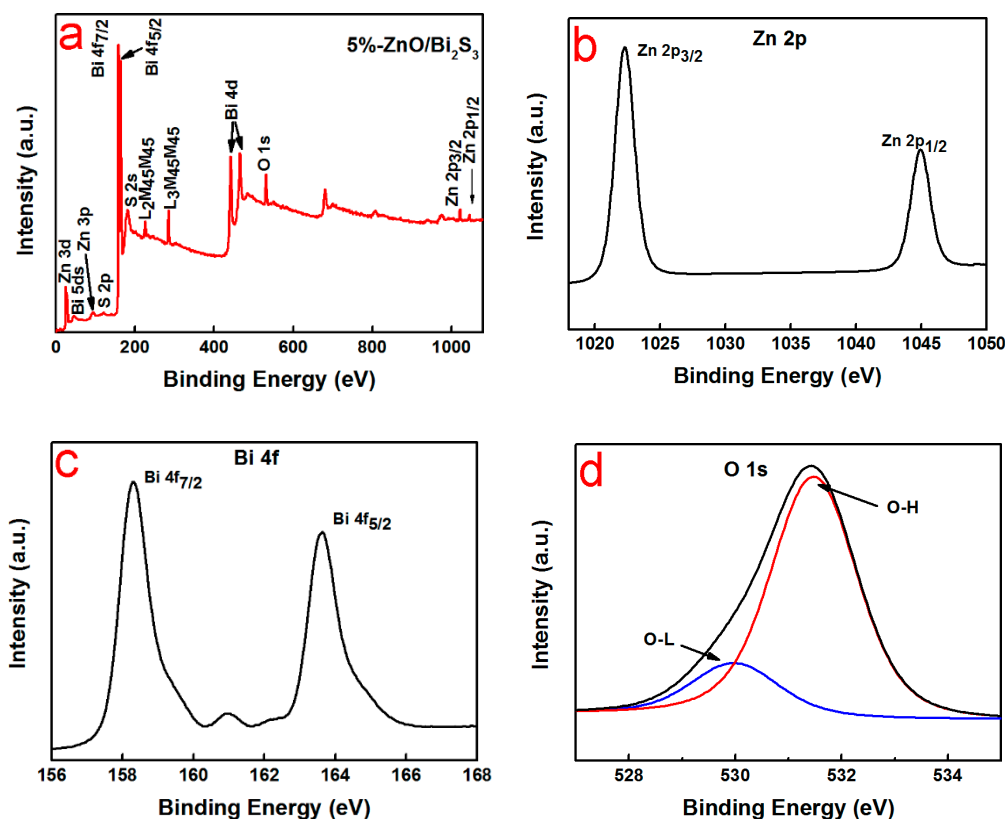 a
5%-ZnO/Bi₂S₃
Bi 4f₇/₂
Bi 4f₅/₂
Zn 3d
Bi 5ds
Zn 3p
S 2p
S 2s
L₂M₄₅M₄₅
L₃M₄₅M₄₅
Bi 4d
O 1s
Zn 2p₃/₂
Zn 2p₁/₂
Intensity (a.u.)
0 200 400 600 800 1000
Binding Energy (eV)
b
Zn 2p
Zn 2p₃/₂
Zn 2p₁/₂
Intensity (a.u.)
1020 1025 1030 1035 1040 1045 1050
Binding Energy (eV)
c
Bi 4f
Bi 4f₇/₂
Bi 4f₅/₂
Intensity (a.u.)
156 158 160 162 164 166 168
Binding Energy (eV)
d
O 1s
O-H
O-L
Intensity (a.u.)
528 530 532 534
Binding Energy (eV)